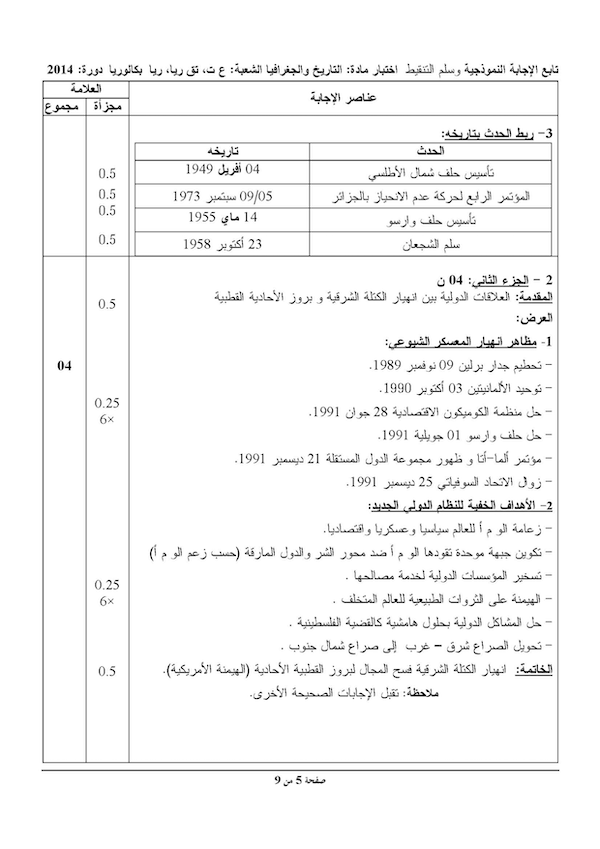 تابع الإجابة النموذجية وسلم التنقيط اختبار مادة: التاريخ والجغرافيا الشعبة: ع ت، تق ريا، ريا بكالوريا دورة: 2014
عناصر الإجابة
العلامة
مجزأة مجموع
3- ربط الحدث بتاريخه:
الحدث تاريخه
تأسيس حلف شمال الأطلسي 04 أفريل 1949 0.5
المؤتمر الرابع لحركة عدم الانحياز بالجزائر 09/05 سبتمبر 1973 0.5
تأسيس حلف وارسو 14 ماي 1955 0.5
سلم الشجعان 23 أكتوبر 1958 0.5
2 - الجزء الثاني: 04 ن
المقدمة: العلاقات الدولية بين انهيار الكتلة الشرقية و بروز الأحادية القطبية 0.5
العرض:
1- مظاهر انهيار المعسكر الشيوعي:
- تحطيم جدار برلين 09 نوفمبر 1989. 04
- توحيد الألمانيتين 03 أكتوبر 1990.
- حل منظمة الكوميكون الاقتصادية 28 جوان 1991. 0.25
×6
- حل حلف وارسو 01 جويلية 1991.
- مؤتمر ألما-أتا و ظهور مجموعة الدول المستقلة 21 ديسمبر 1991.
- زوال الاتحاد السوفياتي 25 ديسمبر 1991.
2- الأهداف الخفية للنظام الدولي الجديد:
- زعامة الو م أ للعالم سياسيا وعسكريا واقتصاديا.
- تكوين جبهة موحدة تقودها الو م أ ضد محور الشر والدول المارقة (حسب زعم الو م أ)
- تسخير المؤسسات الدولية لخدمة مصالحها . 0.25
- الهيمنة على الثروات الطبيعية للعالم المتخلف . ×6
- حل المشاكل الدولية بحلول هامشية كالقضية الفلسطينية .
- تحويل الصراع شرق – غرب إلى صراع شمال جنوب .
الخاتمة: انهيار الكتلة الشرقية فسح المجال لبروز القطبية الأحادية (الهيمنة الأمريكية). 0.5
ملاحظة: تقبل الإجابات الصحيحة الأخرى.
صفحة 5 من 9